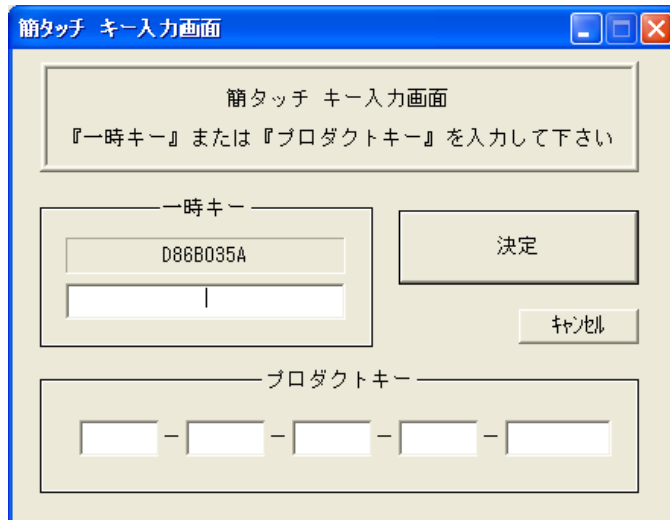 簡タッチ キー入力画面
簡タッチ キー入力画面
『一時キー』または『プロダクトキー』を入力して下さい
一時キー
D86B035A
決定
ｷｬﾝｾﾙ
プロダクトキー
- - - -